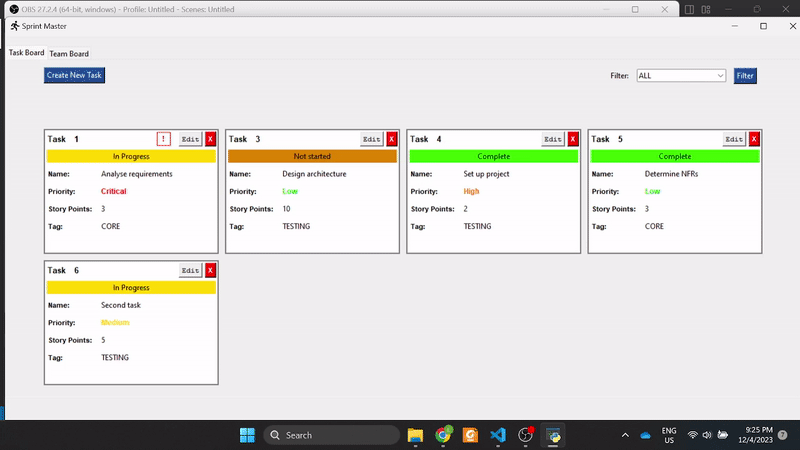 OBS 27.2.4 (64-bit, windows) - Profile: Untitled - Scenes: Untitled
Sprint Master
Task Board Team Board
Create New Task Filter: ALL Filter
Task 1 ! Edit X
In Progress
Name: Analyse requirements
Priority: Critical
Story Points: 3
Tag: CORE
Task 3 Edit X
Not started
Name: Design architecture
Priority: Low
Story Points: 10
Tag: TESTING
Task 4 Edit X
Complete
Name: Set up project
Priority: High
Story Points: 2
Tag: TESTING
Task 5 Edit X
Complete
Name: Determine NFRs
Priority: Low
Story Points: 3
Tag: CORE
Task 6 Edit X
In Progress
Name: Second task
Priority: Medium
Story Points: 5
Tag: TESTING
Search
ENG
US
9:25 PM
12/4/2023